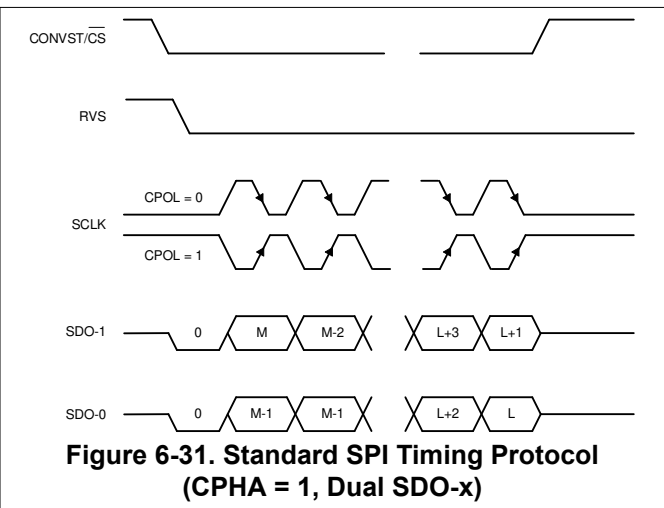 CONVST/CS
RVS
CPOL = 0
SCLK
CPOL = 1
SDO-1 0 M M-2 L+3 L+1
SDO-0 0 M-1 M-1 L+2 L
Figure 6-31. Standard SPI Timing Protocol
(CPHA = 1, Dual SDO-x)